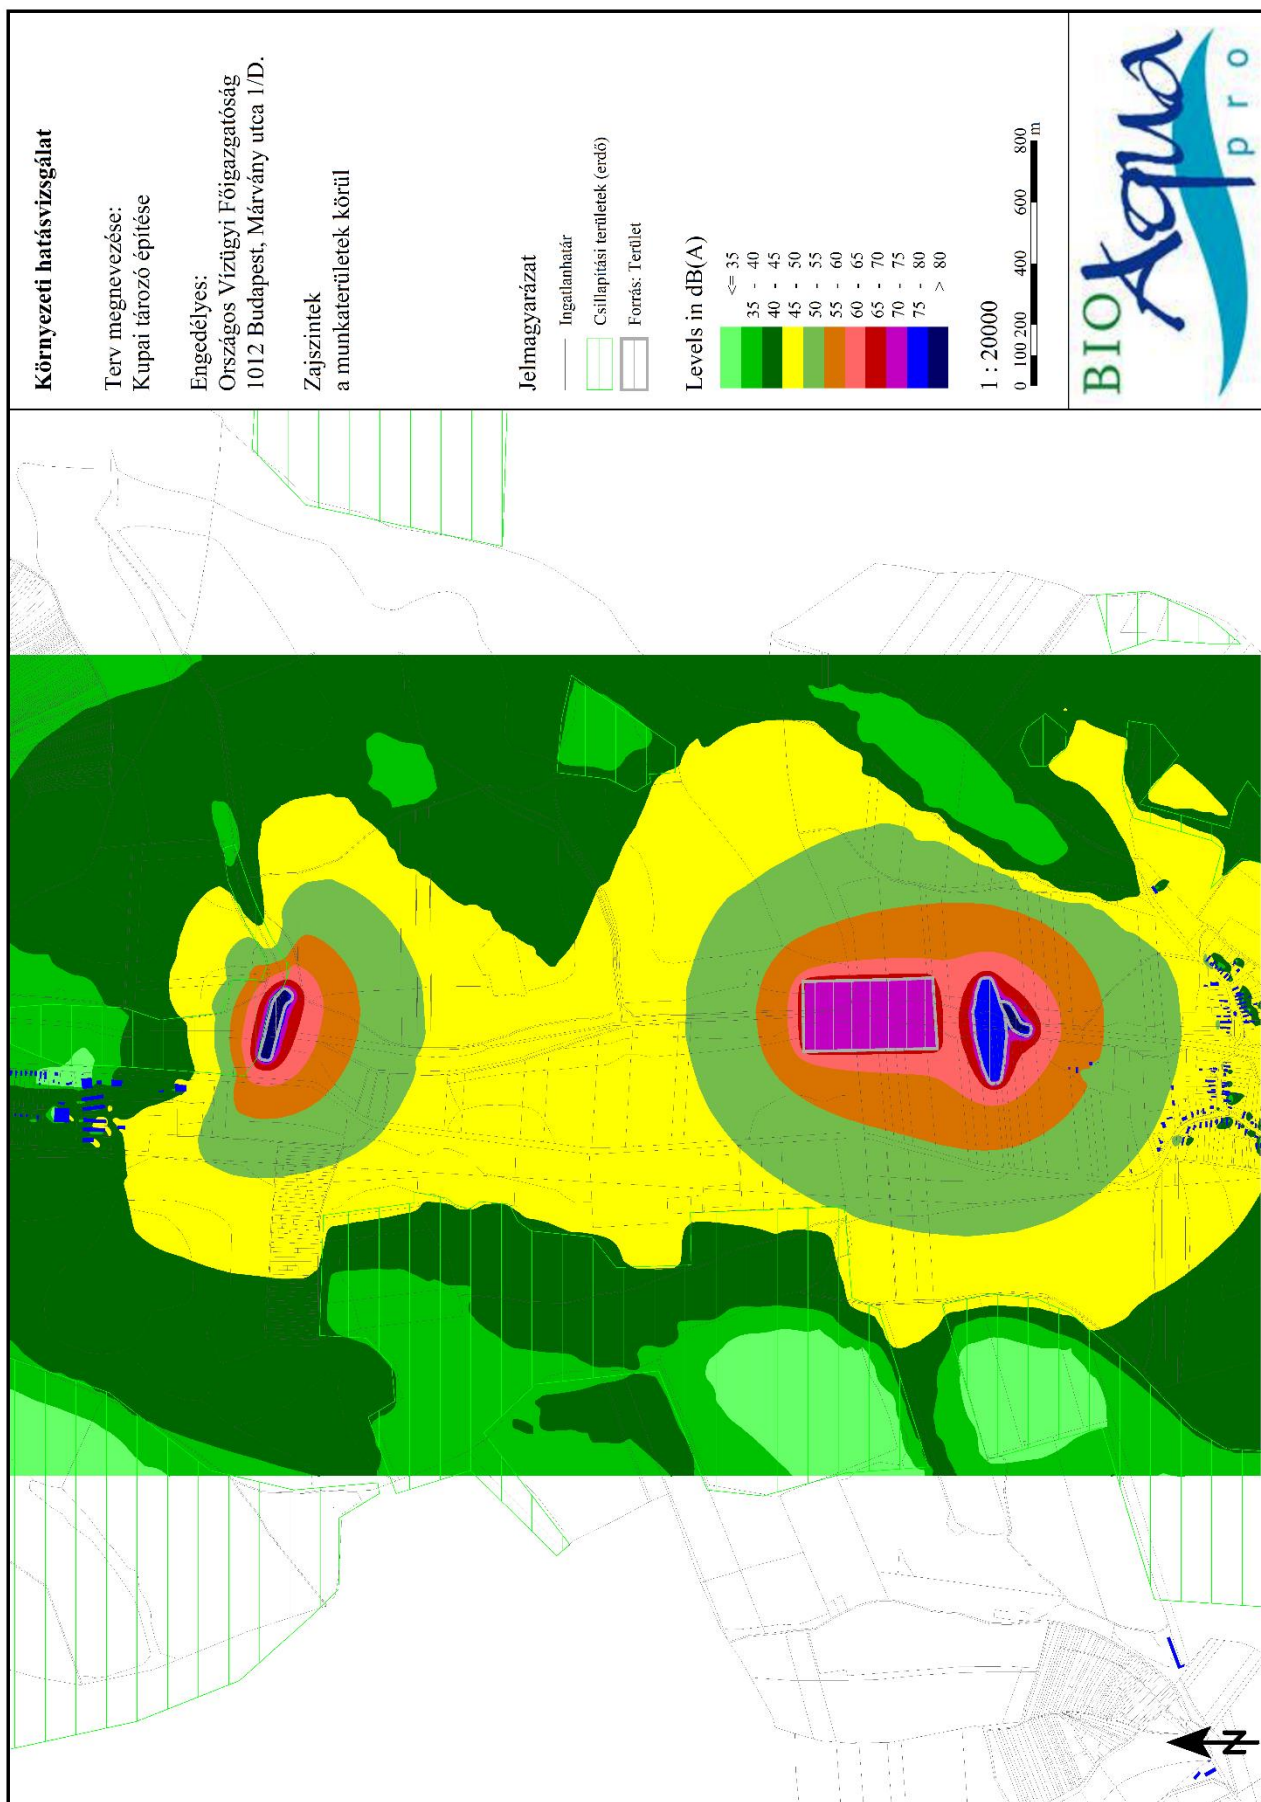 Környezeti hatásvizsgálat
Terv megnevezése:
Kupai tározó építése
Engedélyes:
Országos Vízügyi Főigazgatóság
1012 Budapest, Márvány utca 1/D.
Zajszintek
a munkaterületek körül
Jelmagyarázat
Ingatlanhatár
Csillapítási területek (erdő)
Forrás: Terület
Levels in dB(A)
<= 35
35 - 40
40 - 45
45 - 50
50 - 55
55 - 60
60 - 65
65 - 70
70 - 75
75 - 80
> 80
1 : 20000
0 100 200 400 600 800
m
BIO
Aqua
pro
N